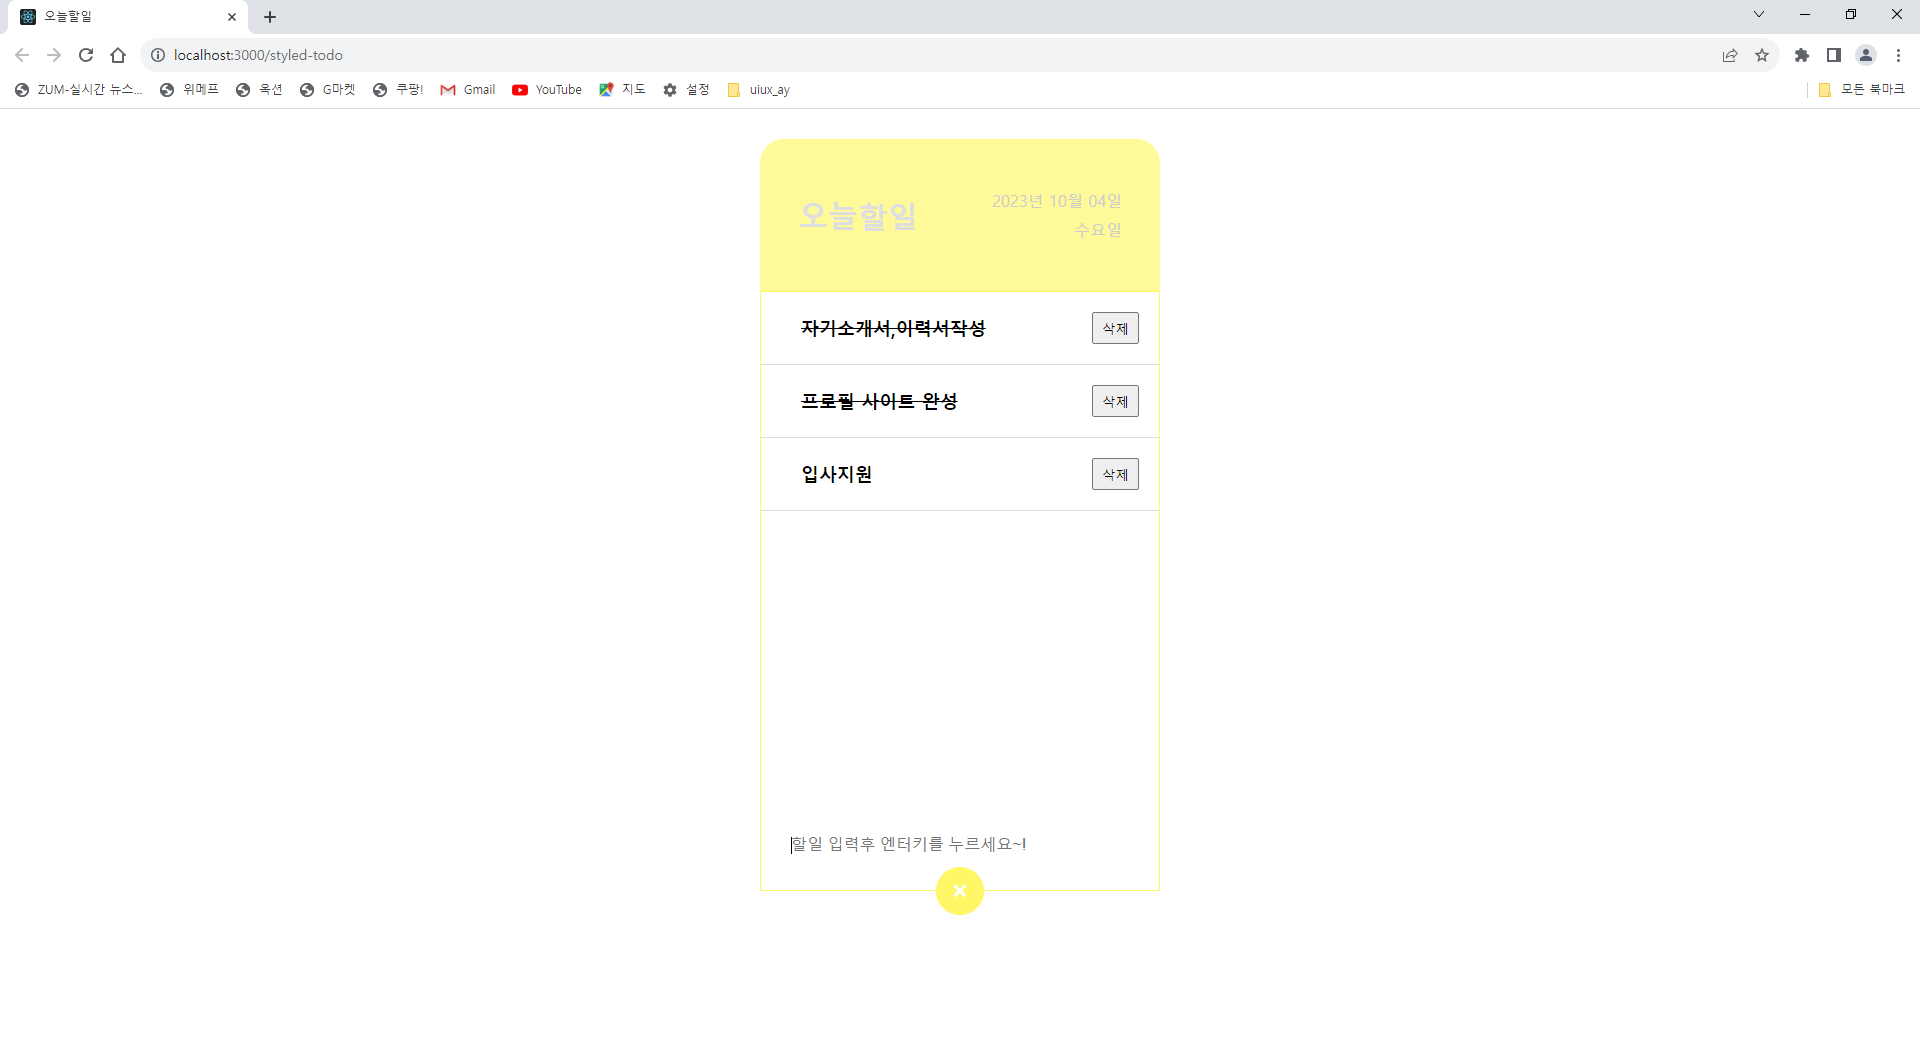 오늘할일
localhost:3000/styled-todo
ZUM-실시간 뉴스... 위메프 옥션 G마켓 쿠팡! Gmail YouTube 지도 설정 uiux_ay 모든 북마크
오늘할일
2023년 10월 04일
수요일
자기소개서,이력서작성 삭제
프로필 사이트 완성 삭제
입사지원 삭제
할일 입력후 엔터키를 누르세요~!